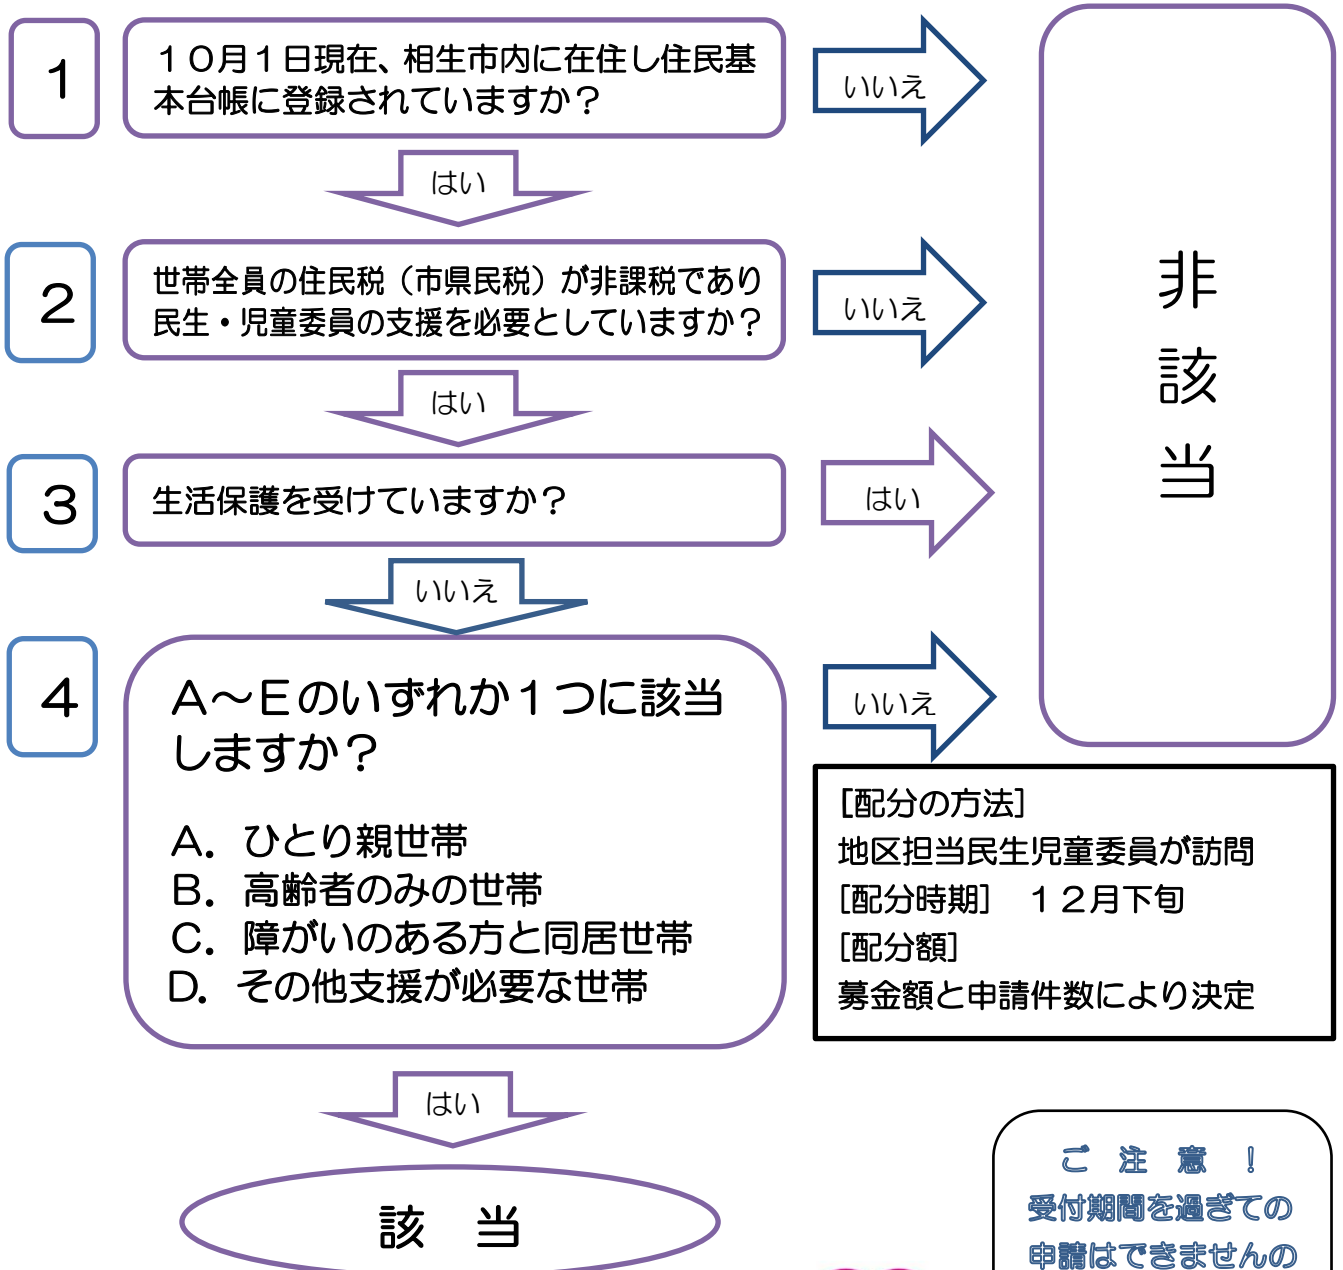 1
１０月１日現在、相生市内に在住し住民基
本台帳に登録されていますか？
いいえ
はい
2
世帯全員の住民税（市県民税）が非課税であり
民生・児童委員の支援を必要としていますか？
いいえ
はい
3
生活保護を受けていますか？
はい
いいえ
4
Ａ～Ｅのいずれか１つに該当
しますか？
Ａ．ひとり親世帯
Ｂ．高齢者のみの世帯
Ｃ．障がいのある方と同居世帯
Ｄ．その他支援が必要な世帯
いいえ
非
該
当
[配分の方法]
地区担当民生児童委員が訪問
[配分時期]　１２月下旬
[配分額]
募金額と申請件数により決定
はい
該　当
ご　注　意　！
受付期間を過ぎての
申請はできませんの